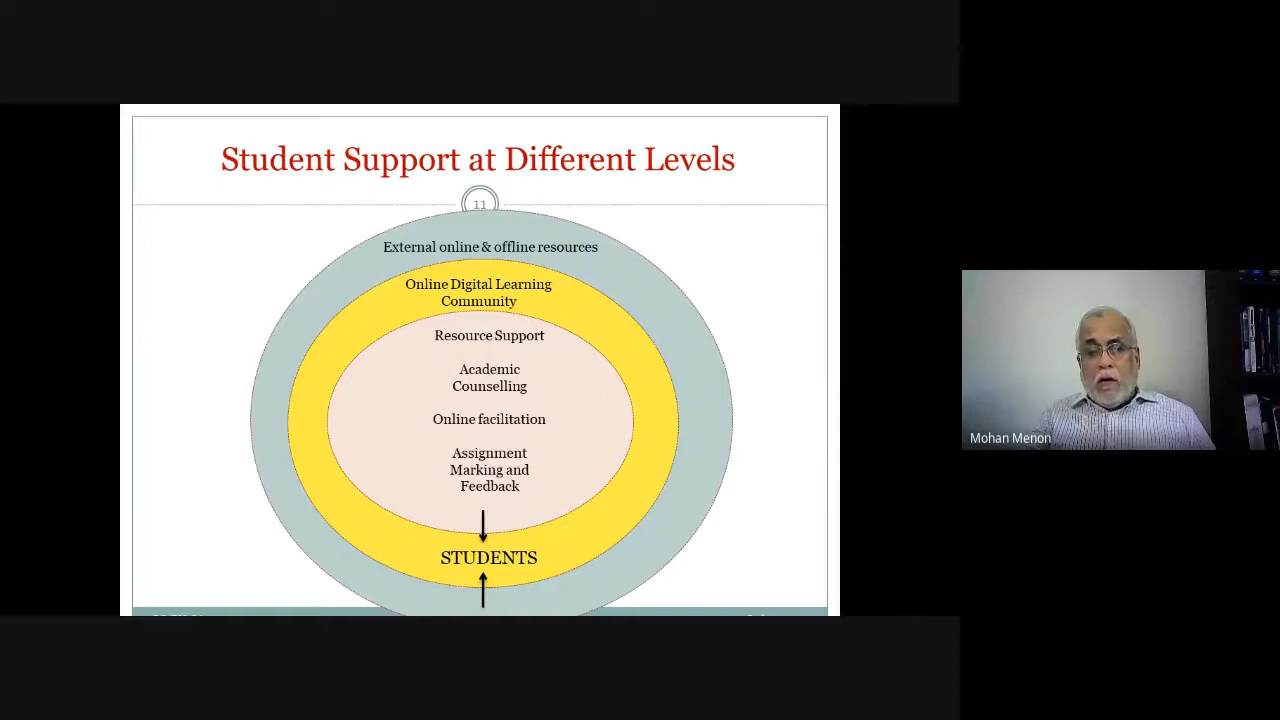 Student Support at Different Levels
11
External online & offline resources
Online Digital Learning
Community
Resource Support
Academic
Counselling
Online facilitation
Assignment
Marking and
Feedback
STUDENTS
Mohan Menon